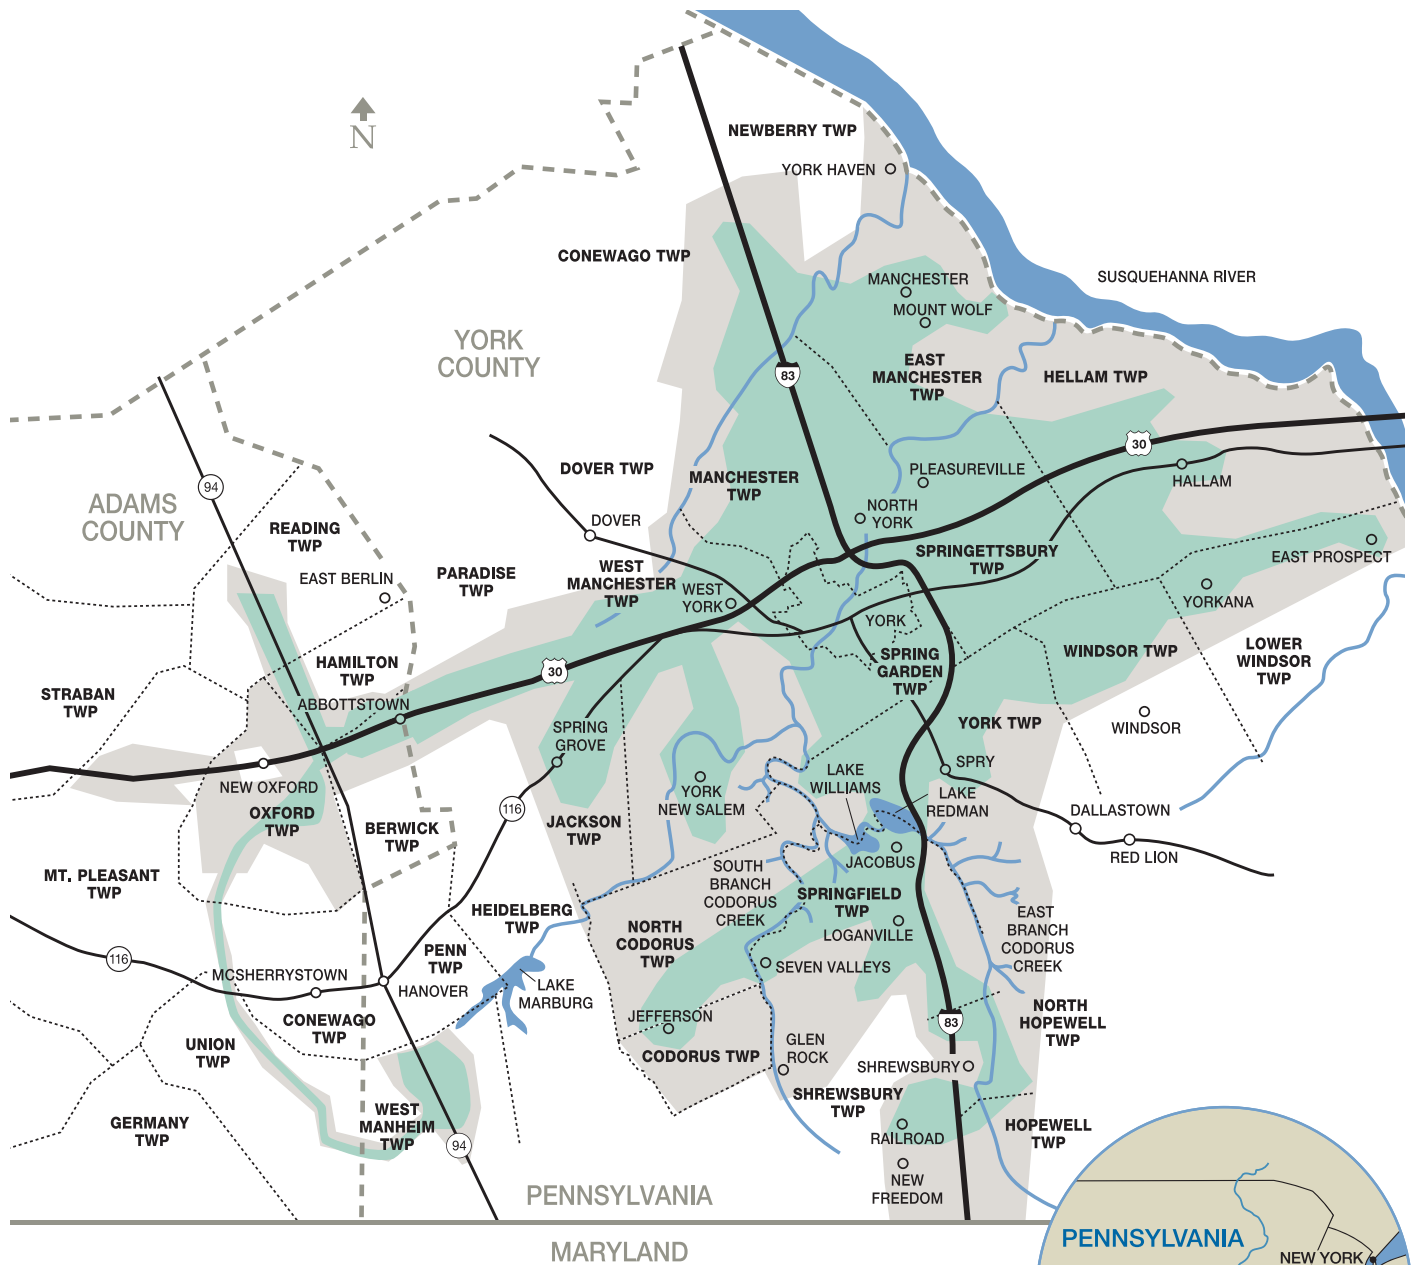 NEWBERRY TWP
YORK HAVEN
N
CONEWAGO TWP
MANCHESTER
SUSQUEHANNA RIVER
MOUNT WOLF
YORK
COUNTY
EAST
MANCHESTER
TWP
HELLAM TWP
83
30
DOVER TWP
MANCHESTER
TWP
PLEASUREVILLE
HALLAM
94
ADAMS
COUNTY
READING
TWP
DOVER
NORTH
YORK
SPRINGETTSBURY
TWP
EAST PROSPECT
EAST BERLIN
PARADISE
TWP
WEST
MANCHESTER
TWP
WEST
YORK
YORKANA
YORK
HAMILTON
TWP
SPRING
GARDEN
TWP
WINDSOR TWP
LOWER
WINDSOR
TWP
30
STRABAN
TWP
ABBOTTSTOWN
SPRING
GROVE
YORK TWP
WINDSOR
NEW OXFORD
OXFORD
TWP
YORK
NEW SALEM
LAKE
WILLIAMS
SPRY
LAKE
REDMAN
DALLASTOWN
116
BERWICK
TWP
JACKSON
TWP
RED LION
JACOBUS
MT. PLEASANT
TWP
SOUTH
BRANCH
CODORUS
CREEK
SPRINGFIELD
TWP
HEIDELBERG
TWP
NORTH
CODORUS
TWP
LOGANVILLE
EAST
BRANCH
CODORUS
CREEK
116
PENN
TWP
MCSHERRYSTOWN
HANOVER
LAKE
MARBURG
SEVEN VALLEYS
CONEWAGO
TWP
JEFFERSON
83
NORTH
HOPEWELL
TWP
UNION
TWP
CODORUS TWP
GLEN
ROCK
SHREWSBURY
SHREWSBURY
TWP
GERMANY
TWP
WEST
MANHEIM
TWP
94
RAILROAD
HOPEWELL
TWP
NEW
FREEDOM
PENNSYLVANIA
MARYLAND
PENNSYLVANIA
NEW YORK